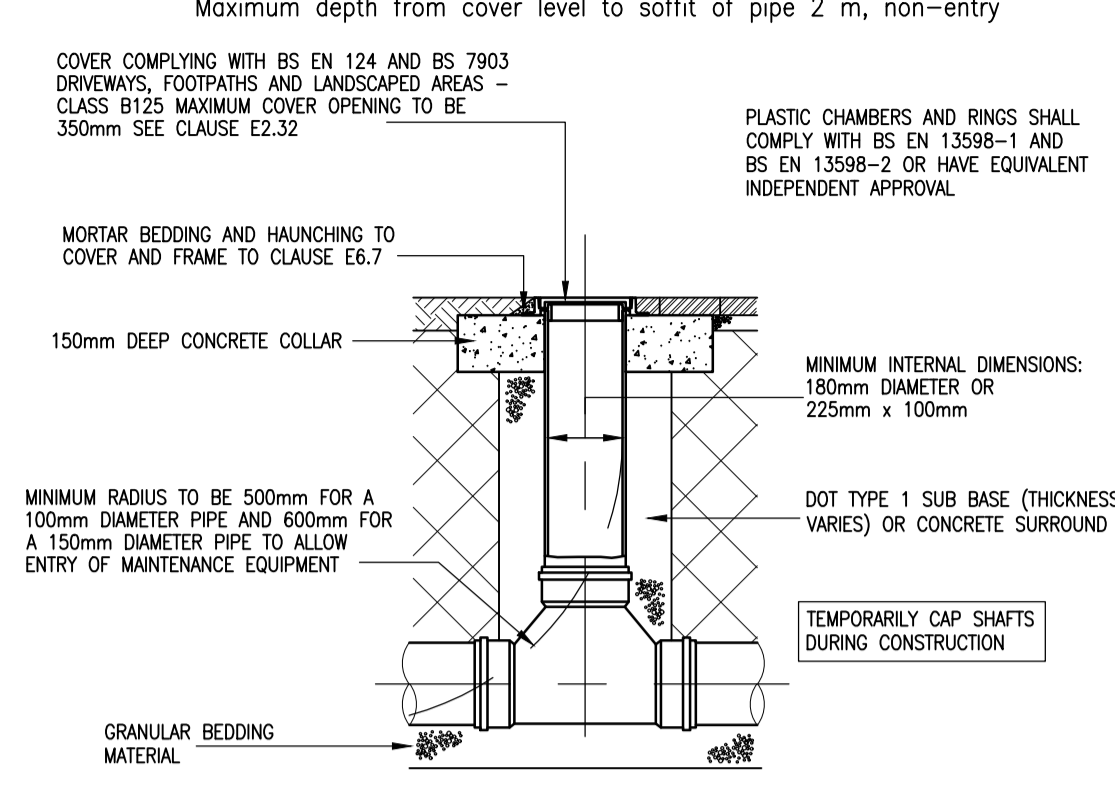 Maximum depth from cover level to soffit of pipe 2 m, non-entry
COVER COMPLYING WITH BS EN 124 AND BS 7903
DRIVEWAYS, FOOTPATHS AND LANDSCAPED AREAS -
CLASS B125 MAXIMUM COVER OPENING TO BE
350mm SEE CLAUSE E2.32
PLASTIC CHAMBERS AND RINGS SHALL
COMPLY WITH BS EN 13598-1 AND
BS EN 13598-2 OR HAVE EQUIVALENT
INDEPENDENT APPROVAL
MORTAR BEDDING AND HAUNCHING TO
COVER AND FRAME TO CLAUSE E6.7
150mm DEEP CONCRETE COLLAR
MINIMUM INTERNAL DIMENSIONS:
180mm DIAMETER OR
225mm x 100mm
MINIMUM RADIUS TO BE 500mm FOR A
100mm DIAMETER PIPE AND 600mm FOR
A 150mm DIAMETER PIPE TO ALLOW
ENTRY OF MAINTENANCE EQUIPMENT
DOT TYPE 1 SUB BASE (THICKNESS
VARIES) OR CONCRETE SURROUND
TEMPORARILY CAP SHAFTS
DURING CONSTRUCTION
GRANULAR BEDDING
MATERIAL